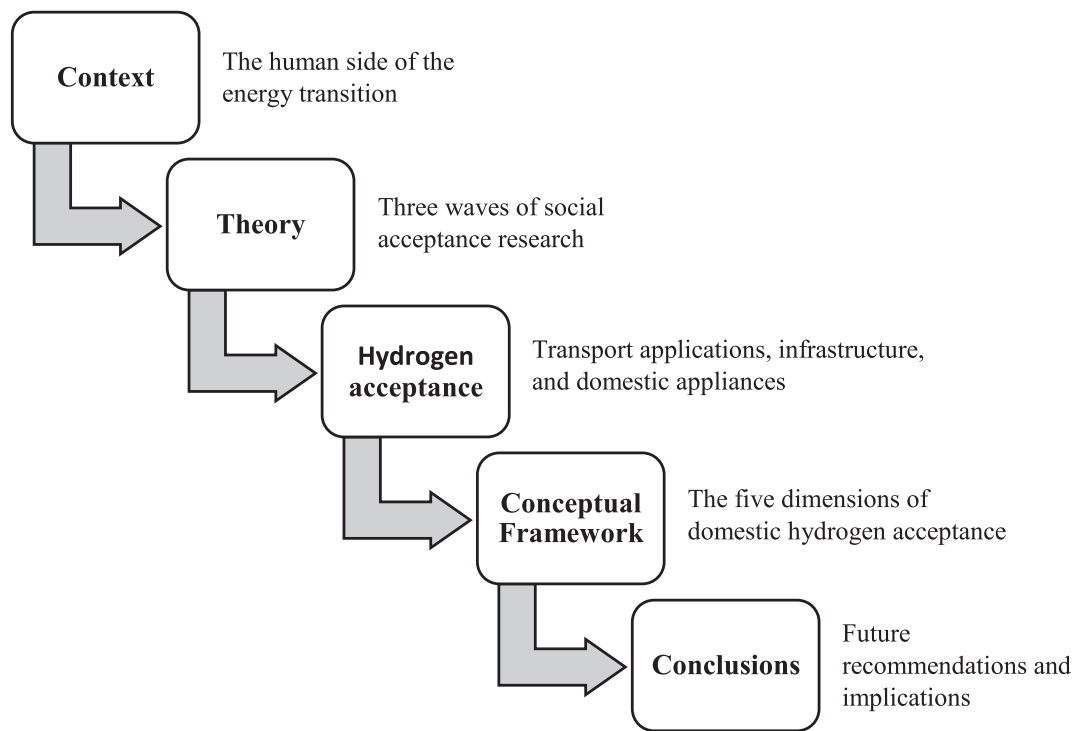 Context
The human side of the
energy transition
Theory
Three waves of social
acceptance research
Hydrogen
acceptance
Transport applications, infrastructure,
and domestic appliances
Conceptual
Framework
The five dimensions of
domestic hydrogen acceptance
Conclusions
Future
recommendations and
implications